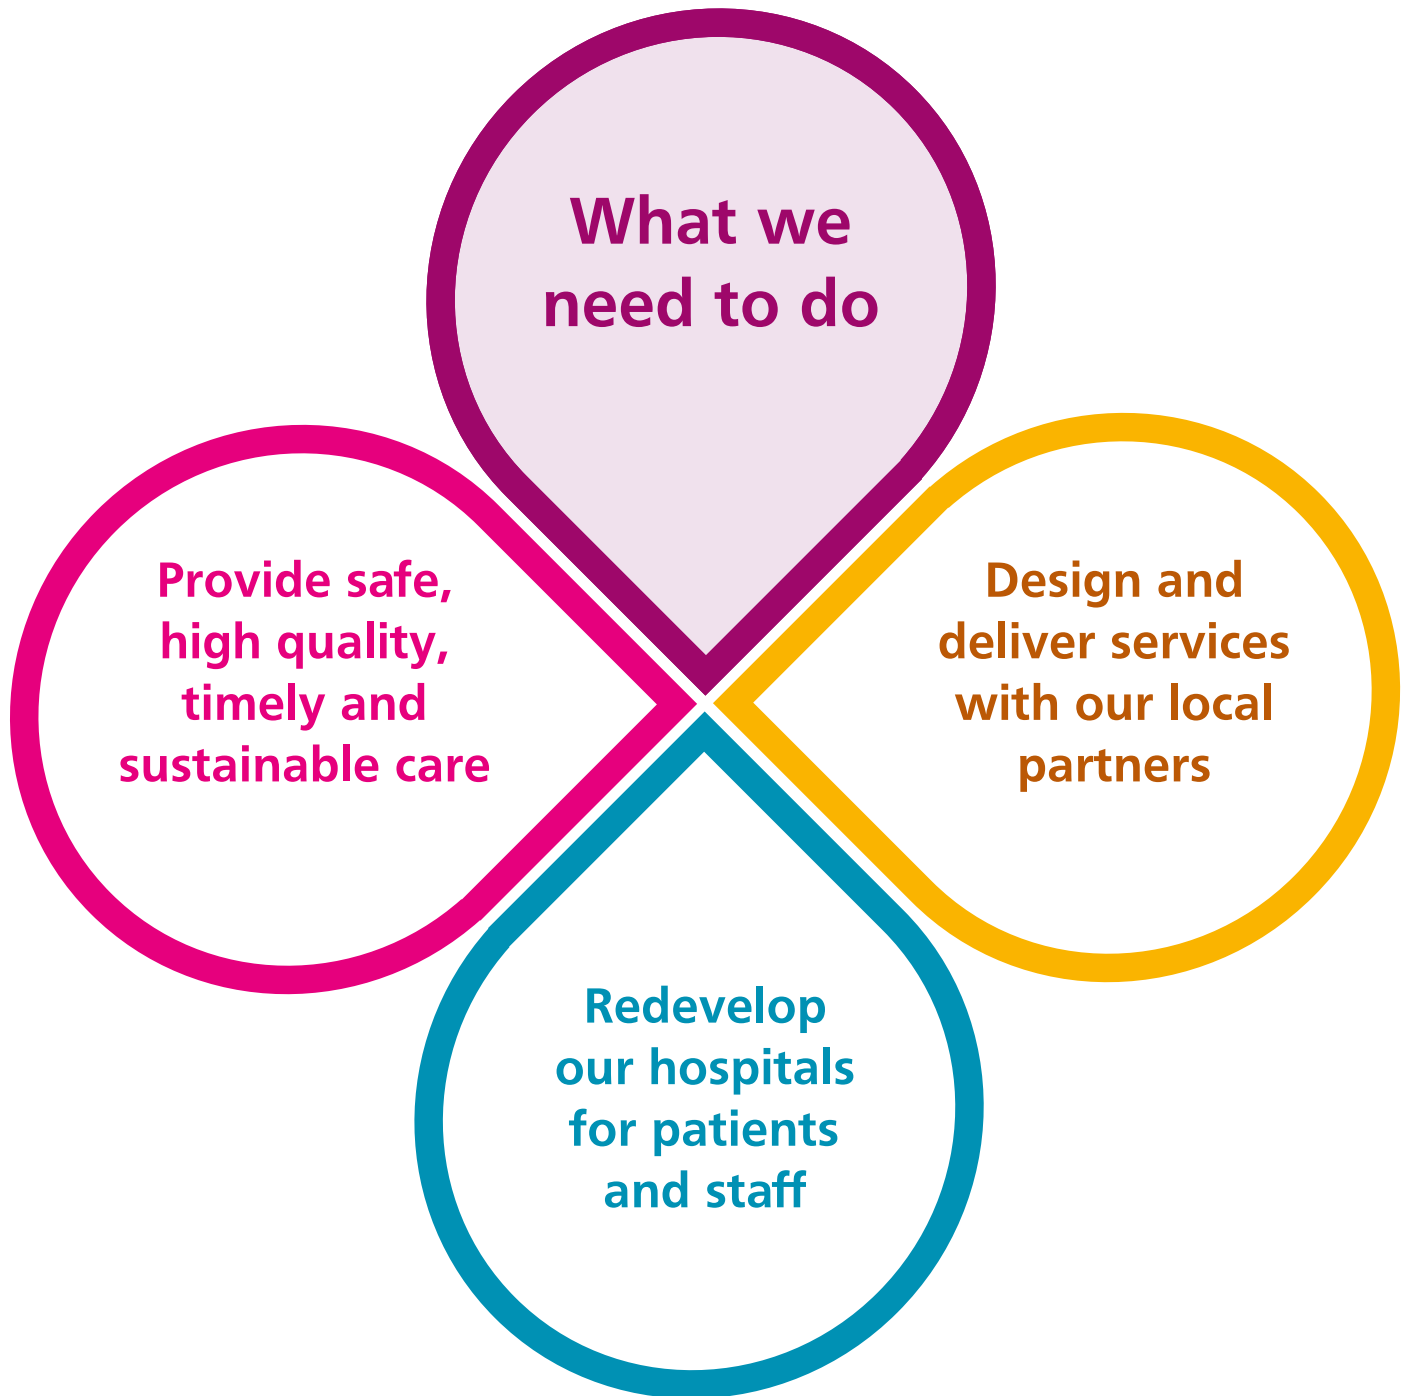 What we
need to do
Provide safe,
high quality,
timely and
sustainable care
Design and
deliver services
with our local
partners
Redevelop
our hospitals
for patients
and staff